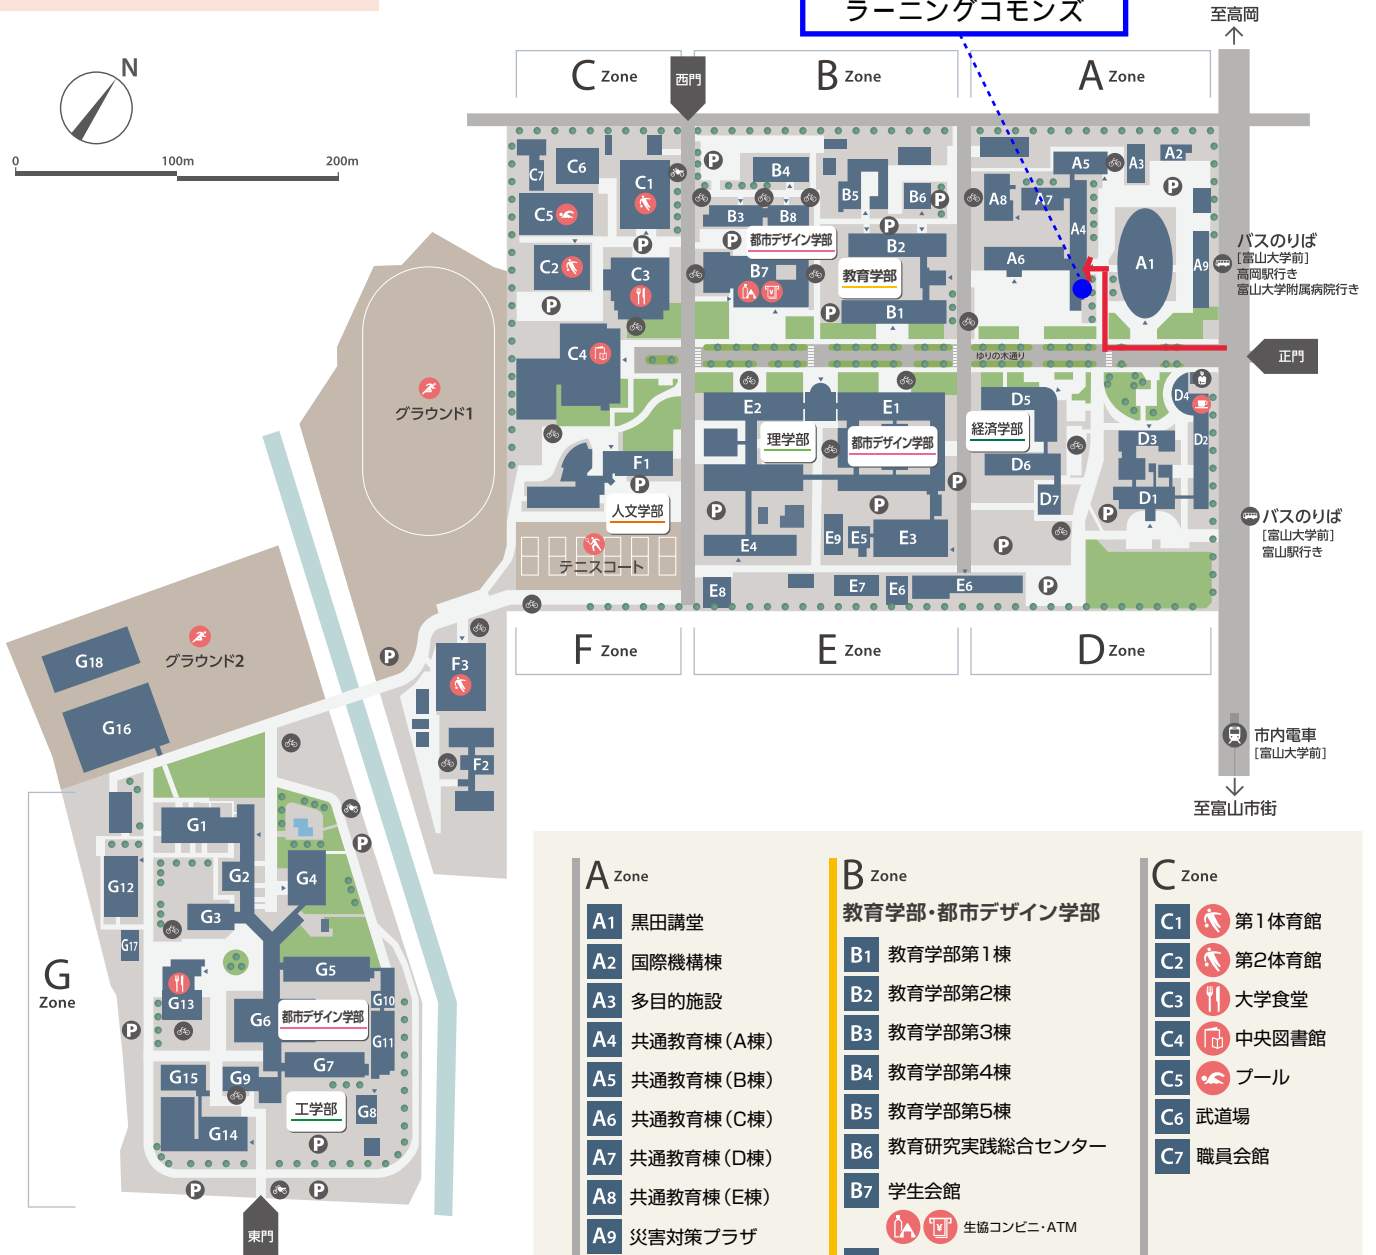 ラーニングコモンズ
至高岡
N
0 100m 200m
C Zone
西門
B Zone
A Zone
C7
C6
C1
C5
C2
C3
C4
P
B4
B5
B6
B3
B8
都市デザイン学部
B2
B7
教育学部
B1
A5
A3
A2
A8
A7
A4
A6
A1
A9
バスのりば
[富山大学前]
高岡駅行き
富山大学附属病院行き
ゆりの木通り
正門
グラウンド1
E2
E1
理学部
都市デザイン学部
D5
経済学部
D4
D3
D2
D6
D7
D1
F1
人文学部
テニスコート
E4
E9
E5
E3
E8
E7
E6
E6
バスのりば
[富山大学前]
富山駅行き
F Zone
E Zone
D Zone
グラウンド2
G18
G16
F3
F2
市内電車
[富山大学前]
至富山市街
G1
G2
G4
G12
G3
G17
G Zone
G5
G13
G10
G6
都市デザイン学部
G11
G7
G15
G9
工学部
G8
G14
東門
A Zone
A1 黒田講堂
A2 国際機構棟
A3 多目的施設
A4 共通教育棟(A棟)
A5 共通教育棟(B棟)
A6 共通教育棟(C棟)
A7 共通教育棟(D棟)
A8 共通教育棟(E棟)
A9 災害対策プラザ
B Zone
教育学部・都市デザイン学部
B1 教育学部第1棟
B2 教育学部第2棟
B3 教育学部第3棟
B4 教育学部第4棟
B5 教育学部第5棟
B6 教育研究実践総合センター
B7 学生会館
生協コンビニ・ATM
C Zone
C1 第1体育館
C2 第2体育館
C3 大学食堂
C4 中央図書館
C5 プール
C6 武道場
C7 職員会館